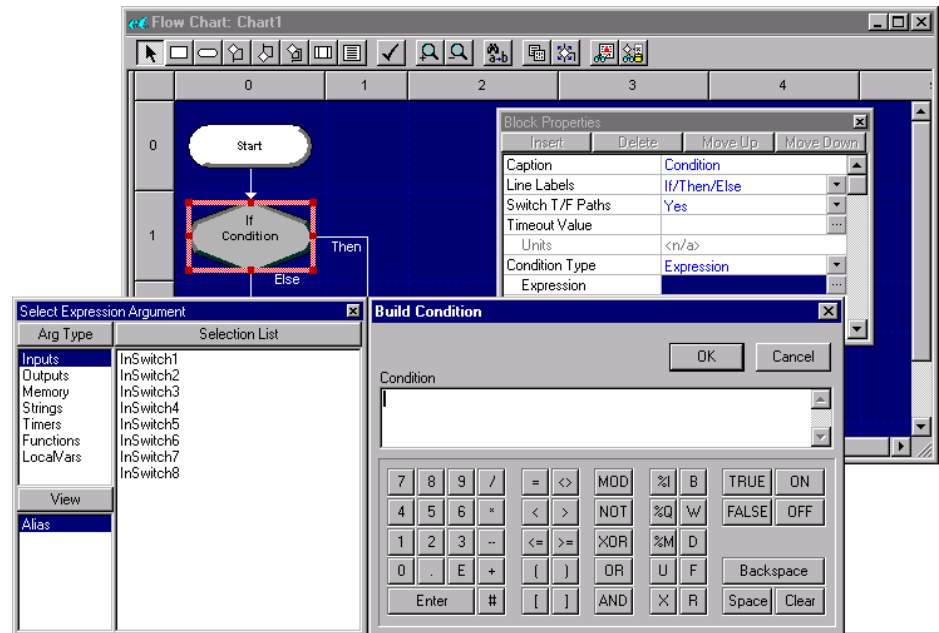 Flow Chart: Chart1
a→b
0 1 2 3 4
0
Start
1
If
Condition
Then
Else
Block Properties
Insert Delete Move Up Move Down
Caption Condition
Line Labels If/Then/Else
Switch T/F Paths Yes
Timeout Value ...
Units <n/a>
Condition Type Expression
Expression ...
Select Expression Argument
Arg Type Selection List
Inputs
Outputs
Memory
Strings
Timers
Functions
LocalVars
View
Alias
InSwitch1
InSwitch2
InSwitch3
InSwitch4
InSwitch5
InSwitch6
InSwitch7
InSwitch8
Build Condition
OK Cancel
Condition
7 8 9 / = <> MOD %I B TRUE ON
4 5 6 * < > NOT %Q W FALSE OFF
1 2 3 -- <= >= XOR %M D
0 . E + ( ) OR U F Backspace
Enter # [ ] AND X R Space Clear